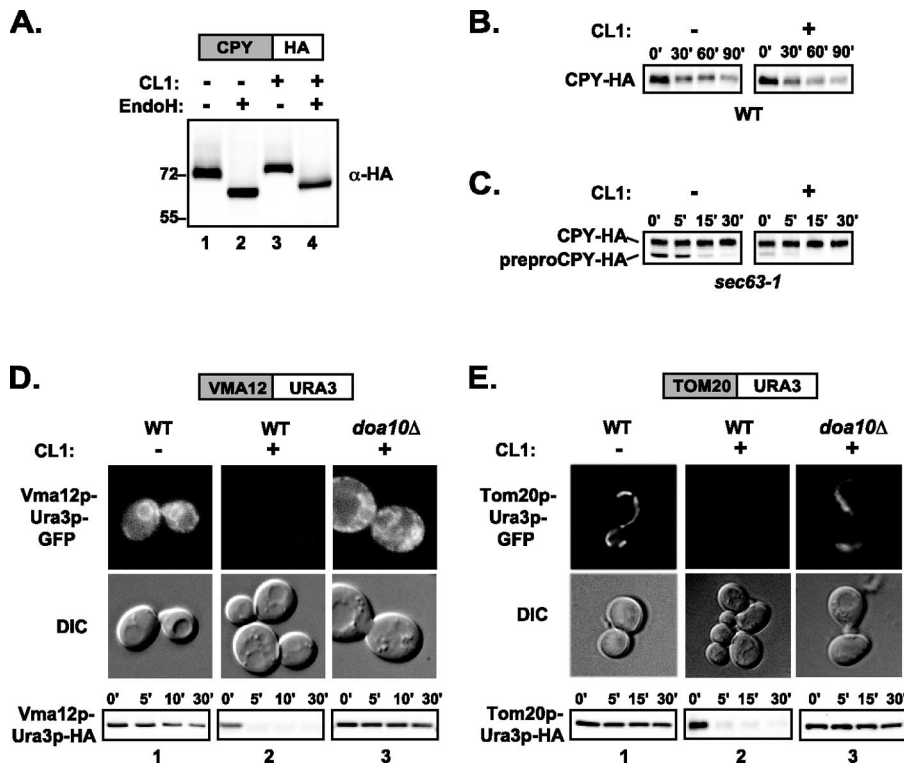 A.
CPY HA
CL1: - - + +
EndoH: - + - +
72
55
α-HA
1 2 3 4
B.
CL1: - +
0' 30' 60' 90' 0' 30' 60' 90'
CPY-HA
WT
C.
CL1: - +
0' 5' 15' 30' 0' 5' 15' 30'
CPY-HA
preproCPY-HA
sec63-1
D.
VMA12 URA3
WT WT doa10Δ
CL1: - + +
Vma12p-
Ura3p-
GFP
DIC
0' 5' 10' 30' 0' 5' 10' 30' 0' 5' 10' 30'
Vma12p-
Ura3p-HA
1 2 3
E.
TOM20 URA3
WT WT doa10Δ
CL1: - + +
Tom20p-
Ura3p-
GFP
DIC
0' 5' 15' 30' 0' 5' 15' 30' 0' 5' 15' 30'
Tom20p-
Ura3p-HA
1 2 3